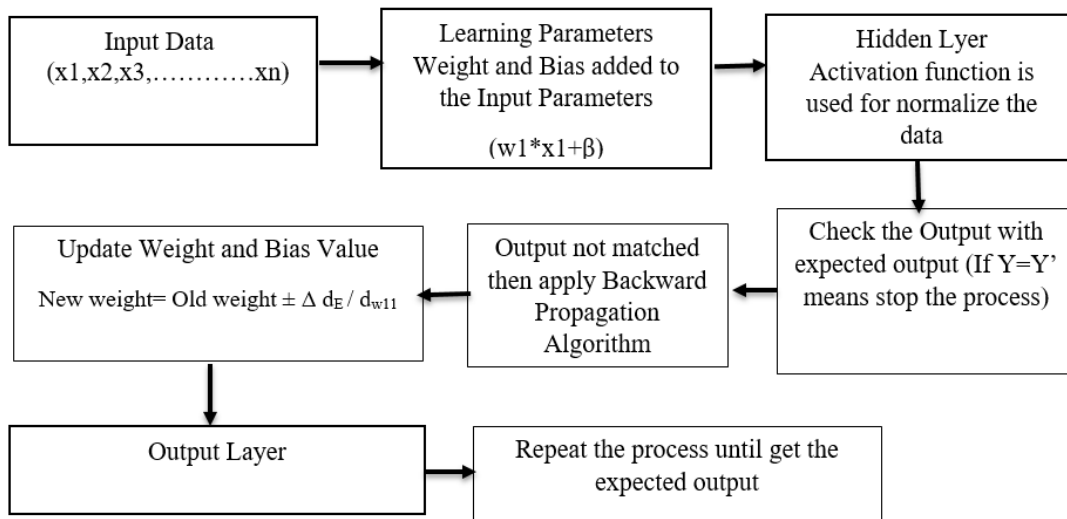 Input Data
(x1,x2,x3,…………xn)
Learning Parameters
Weight and Bias added to
the Input Parameters
(w1*x1+β)
Hidden Lyer
Activation function is
used for normalize the
data
Check the Output with
expected output (If Y=Y’
means stop the process)
Output not matched
then apply Backward
Propagation
Algorithm
Update Weight and Bias Value
New weight= Old weight ± Δ dE / dw11
Output Layer
Repeat the process until get the
expected output